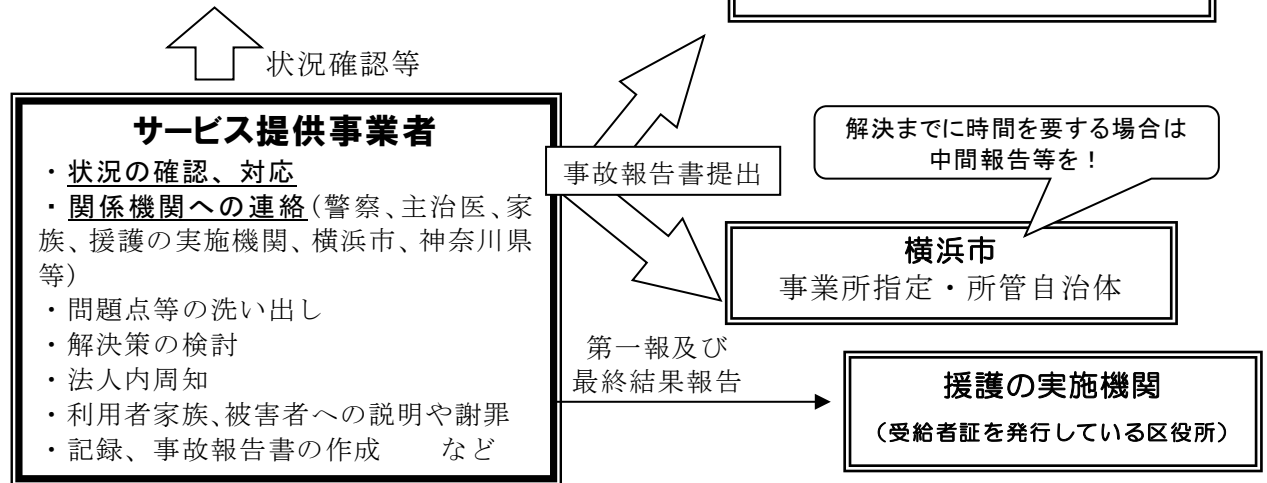 状況確認等
サービス提供事業者
・状況の確認、対応
・関係機関への連絡(警察、主治医、家
族、援護の実施機関、横浜市、神奈川県
等)
・問題点等の洗い出し
・解決策の検討
・法人内周知
・利用者家族、被害者への説明や謝罪
・記録、事故報告書の作成　　など
事故報告書提出
解決までに時間を要する場合は
中間報告等を！
横浜市
事業所指定・所管自治体
第一報及び
最終結果報告
援護の実施機関
（受給者証を発行している区役所）